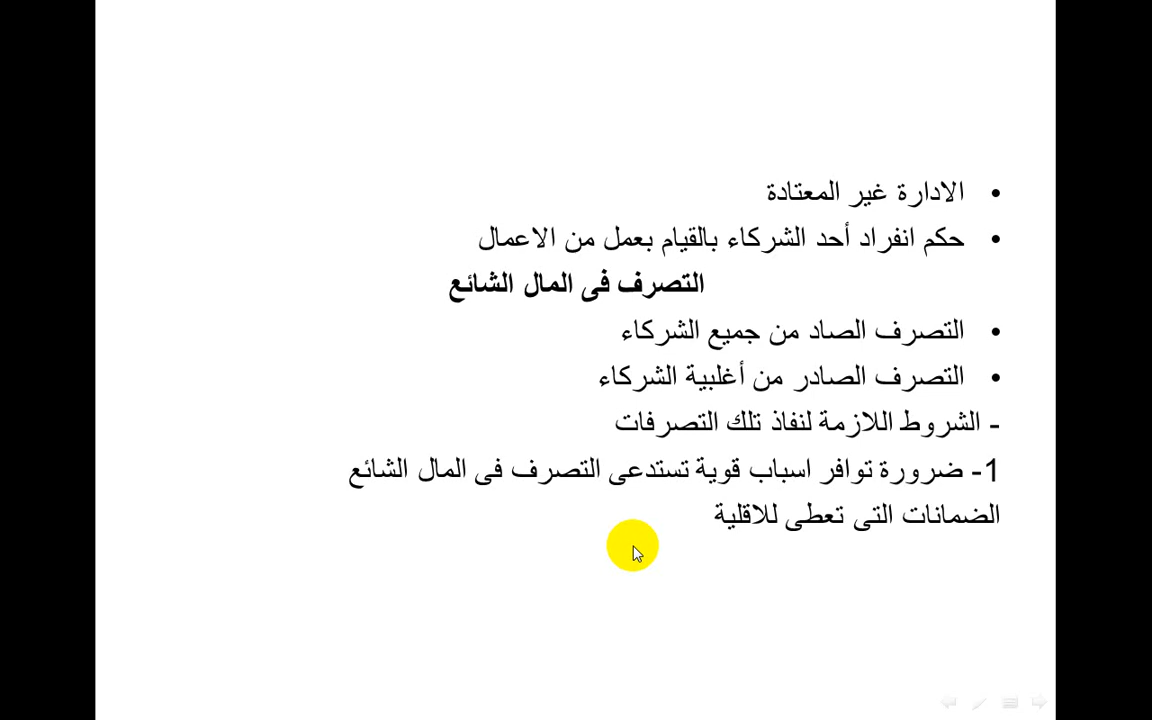 • الادارة غير المعتادة
• حكم انفراد أحد الشركاء بالقيام بعمل من الاعمال
التصرف فى المال الشائع
• التصرف الصاد من جميع الشركاء
• التصرف الصادر من أغلبية الشركاء
- الشروط اللازمة لنفاذ تلك التصرفات
1- ضرورة توافر اسباب قوية تستدعى التصرف فى المال الشائع
الضمانات التى تعطى للاقلية